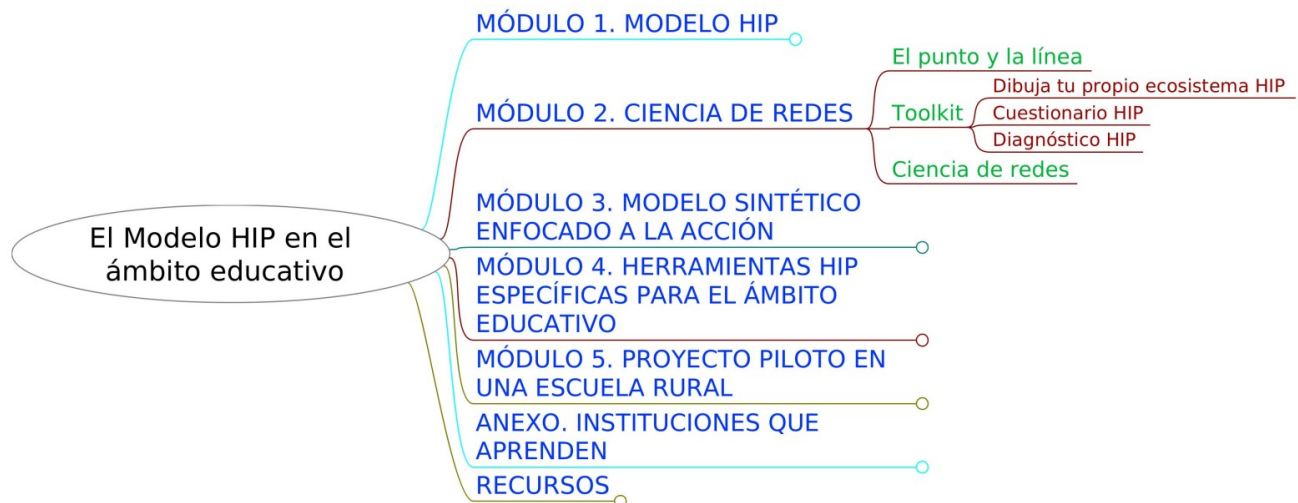 El Modelo HIP en el
ámbito educativo
MÓDULO 1. MODELO HIP
MÓDULO 2. CIENCIA DE REDES
El punto y la línea
Toolkit
Dibuja tu propio ecosistema HIP
Cuestionario HIP
Diagnóstico HIP
Ciencia de redes
MÓDULO 3. MODELO SINTÉTICO
ENFOCADO A LA ACCIÓN
MÓDULO 4. HERRAMIENTAS HIP
ESPECÍFICAS PARA EL ÁMBITO
EDUCATIVO
MÓDULO 5. PROYECTO PILOTO EN
UNA ESCUELA RURAL
ANEXO. INSTITUCIONES QUE
APRENDEN
RECURSOS